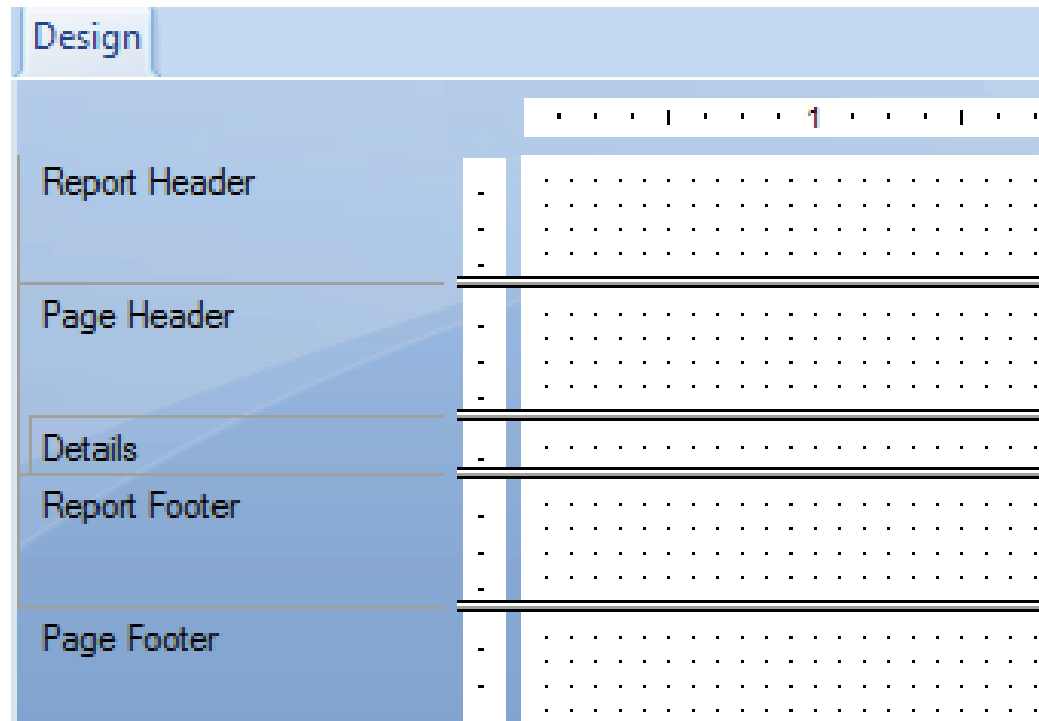 Design
1
Report Header
Page Header
Details
Report Footer
Page Footer